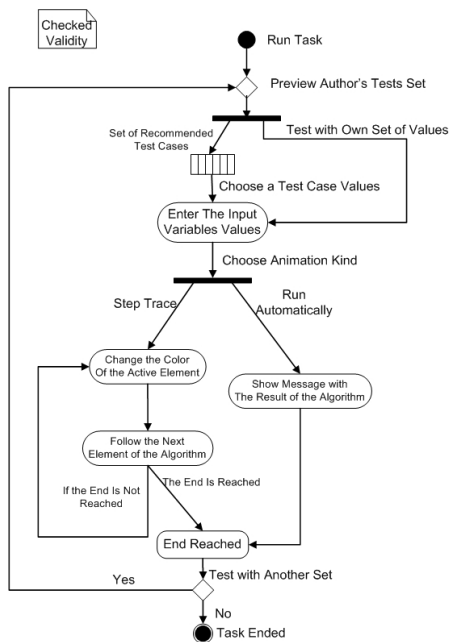 Checked
Validity
Run Task
Preview Author's Tests Set
Set of Recommended
Test Cases
Test with Own Set of Values
Choose a Test Case Values
Enter The Input
Variables Values
Choose Animation Kind
Step Trace
Run
Automatically
Change the Color
Of the Active Element
Show Message with
The Result of the Algorithm
Follow the Next
Element of the Algorithm
If the End Is Not
Reached
The End Is Reached
End Reached
Yes
Test with Another Set
No
Task Ended